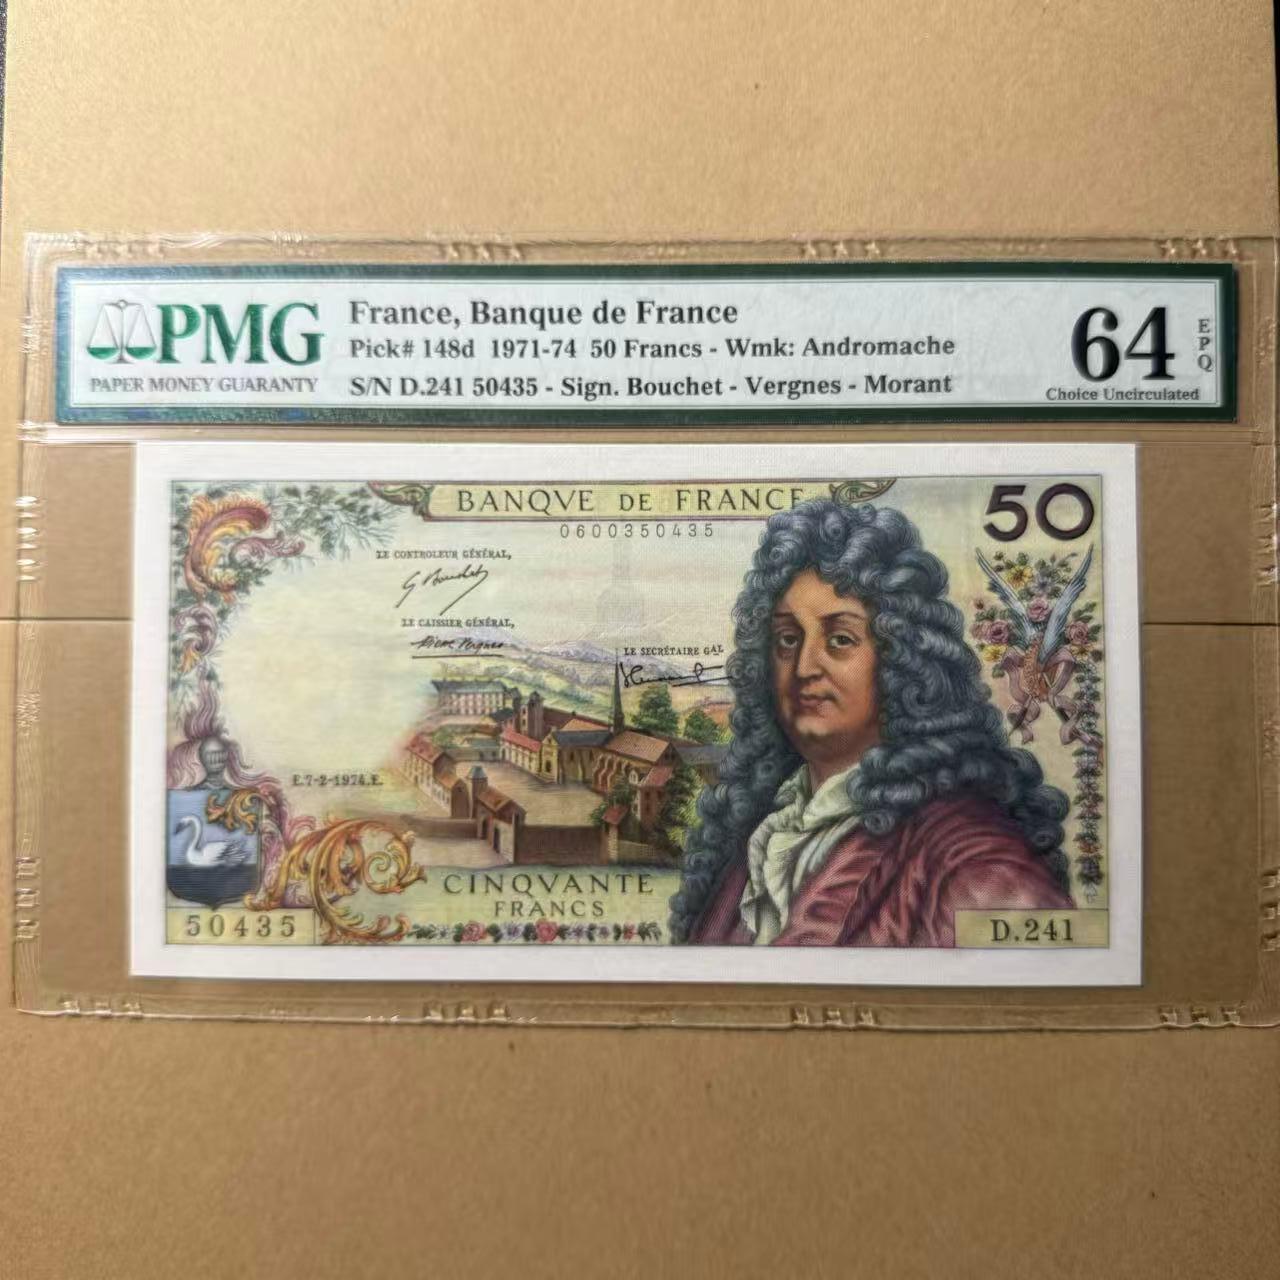 PMG
PAPER MONEY GUARANTY
France, Banque de France
Pick# 148d 1971-74 50 Francs - Wmk: Andromache
S/N D.241 50435 - Sign. Bouchet - Vergnes - Morant
64
EPQ
Choice Uncirculated
BANQVE DE FRANCE
50
0600350435
LE CONTROLEUR GÉNÉRAL,
G Bouchet
LE CAISSIER GÉNÉRAL,
LE SECRÉTAIRE GAL
E.7-2-1974.E.
CINQVANTE
FRANCS
50435
D.241